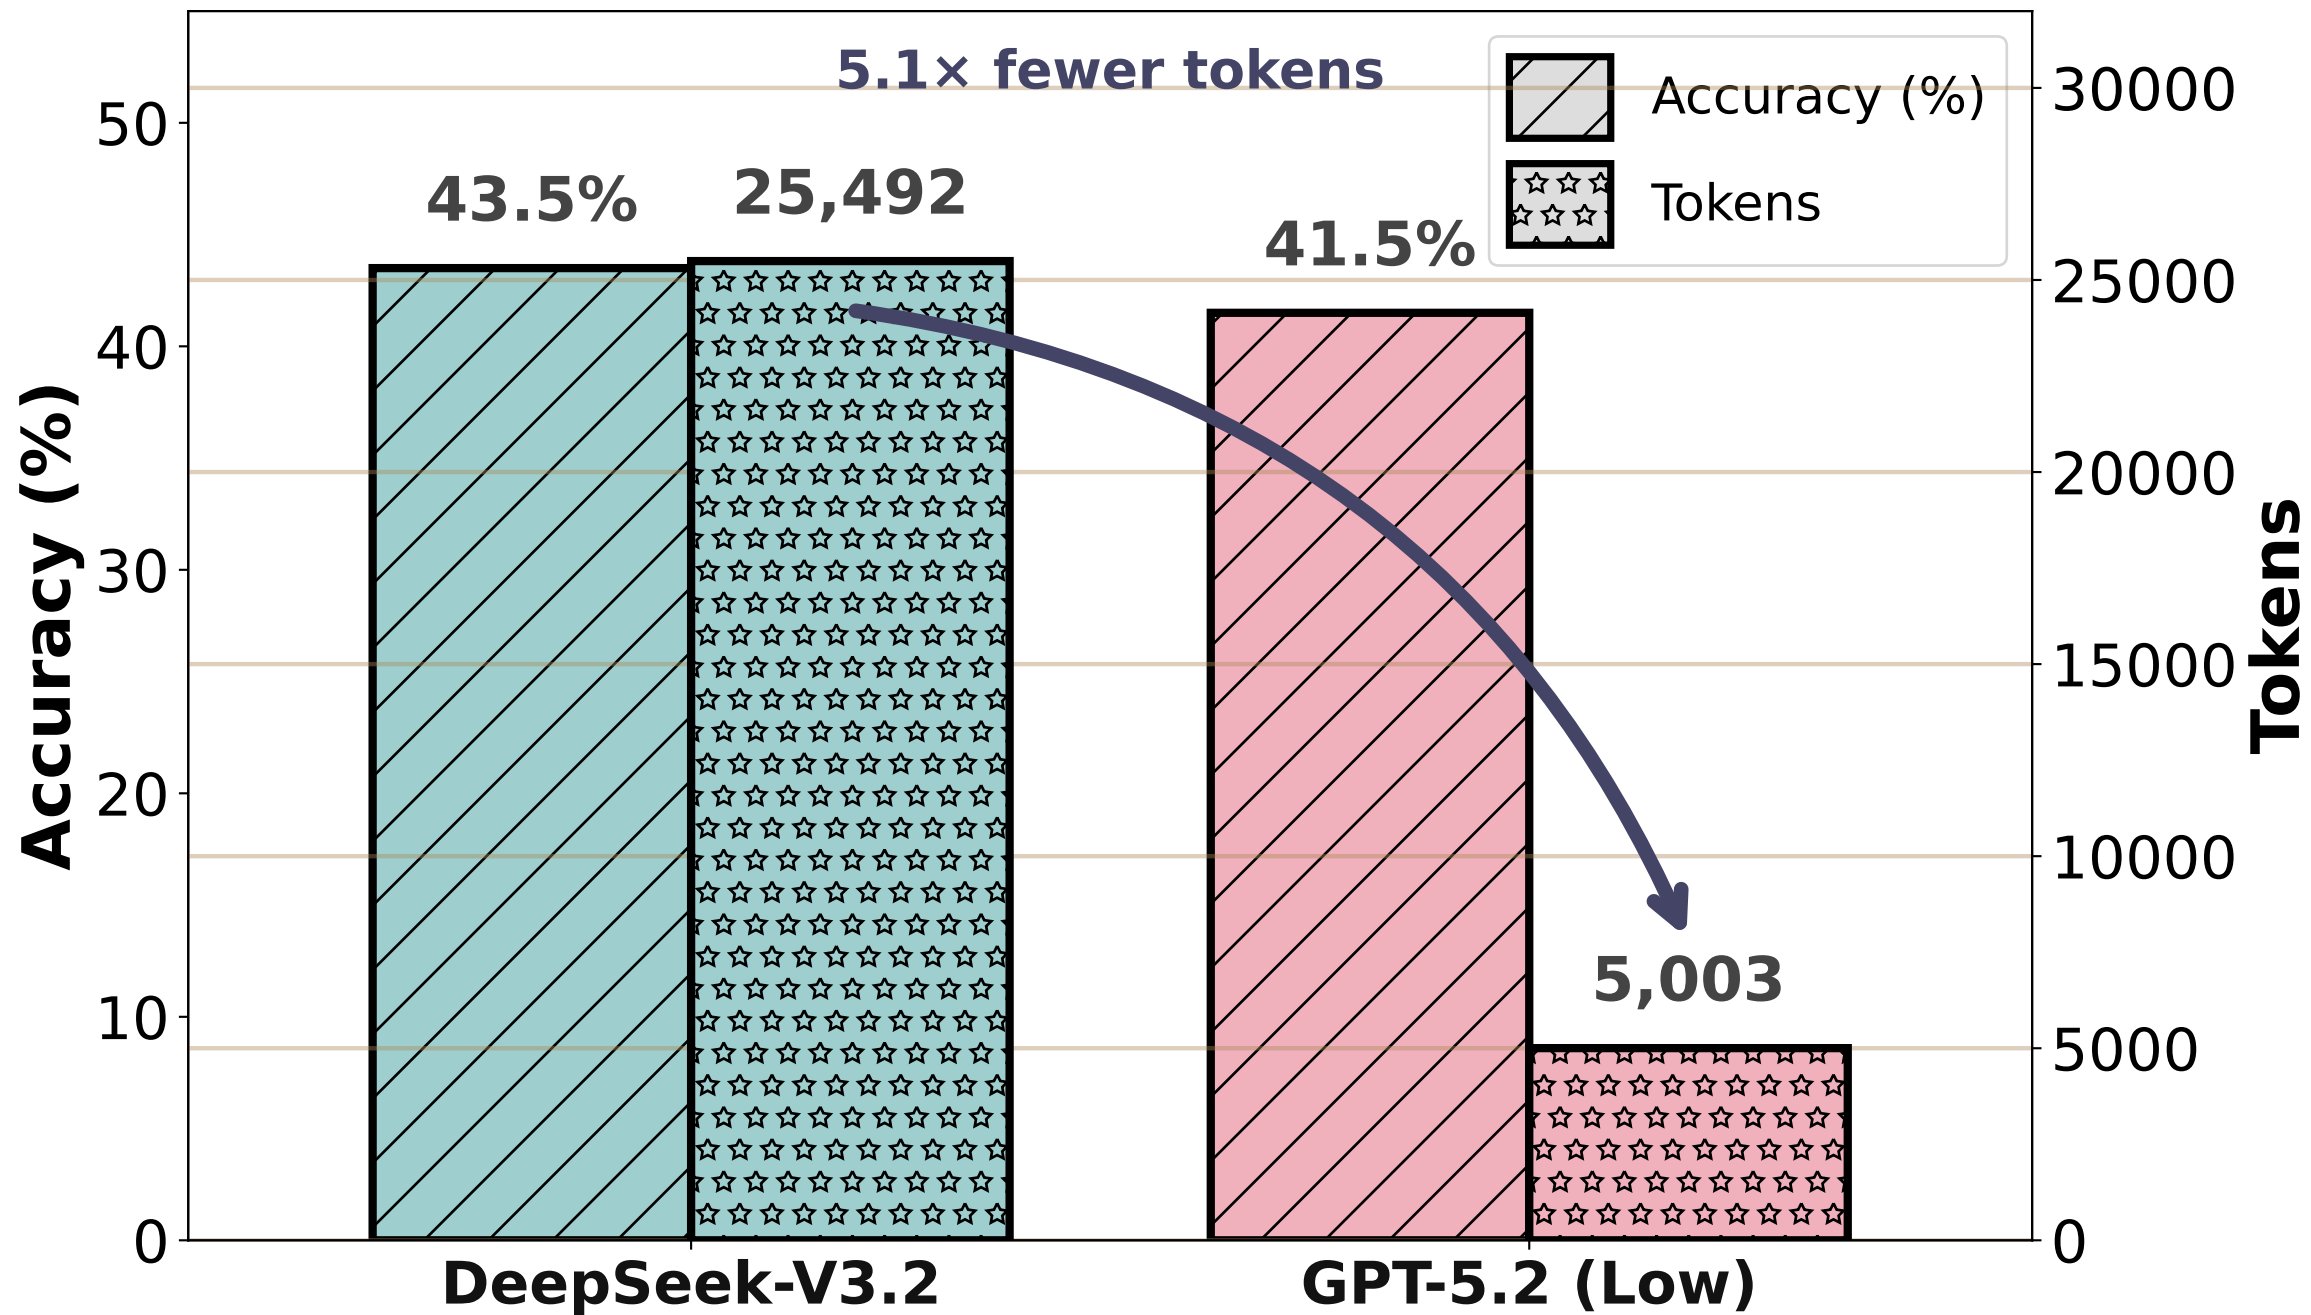 5.1× fewer tokens
Accuracy (%)
Tokens
43.5%
25,492
41.5%
5,003
Accuracy (%)
50
40
30
20
10
0
30000
25000
20000
15000
10000
5000
0
Tokens
DeepSeek-V3.2
GPT-5.2 (Low)